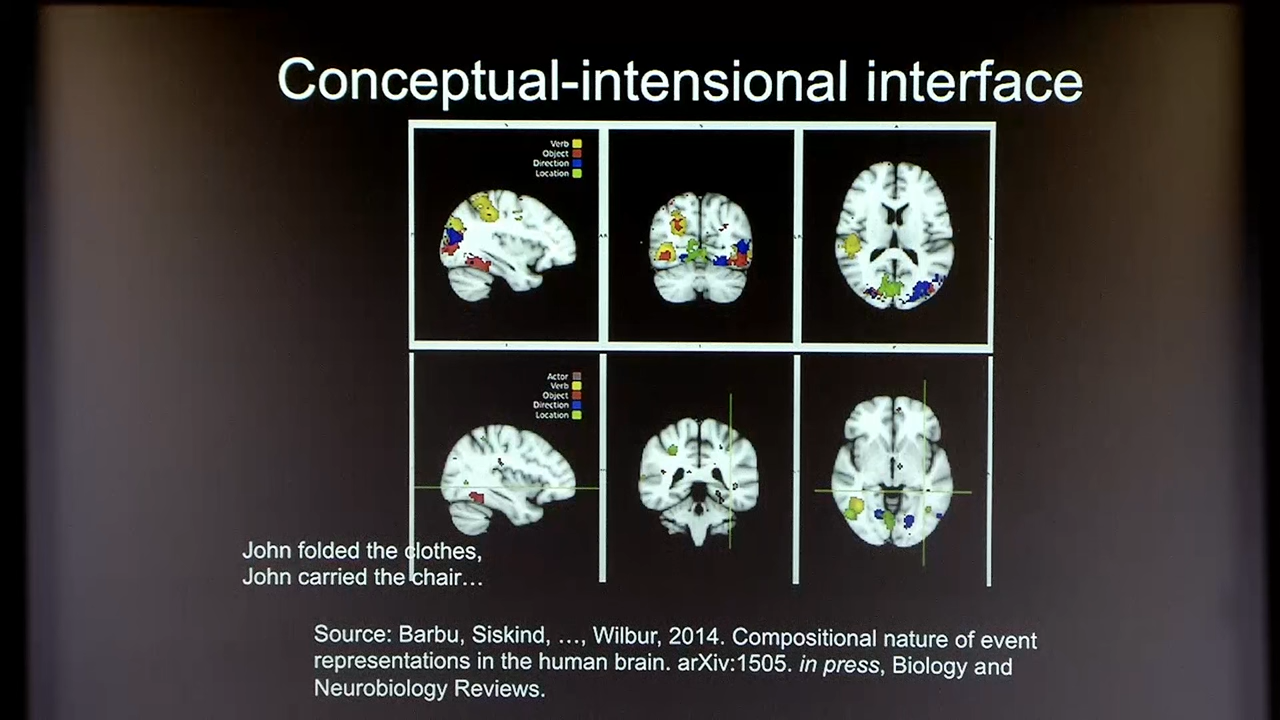 Conceptual-intensional interface
Verb
Object
Direction
Location
Actor
Verb
Object
Direction
Location
John folded the clothes,
John carried the chair…
Source: Barbu, Siskind, …, Wilbur, 2014. Compositional nature of event
representations in the human brain. arXiv:1505. in press, Biology and
Neurobiology Reviews.